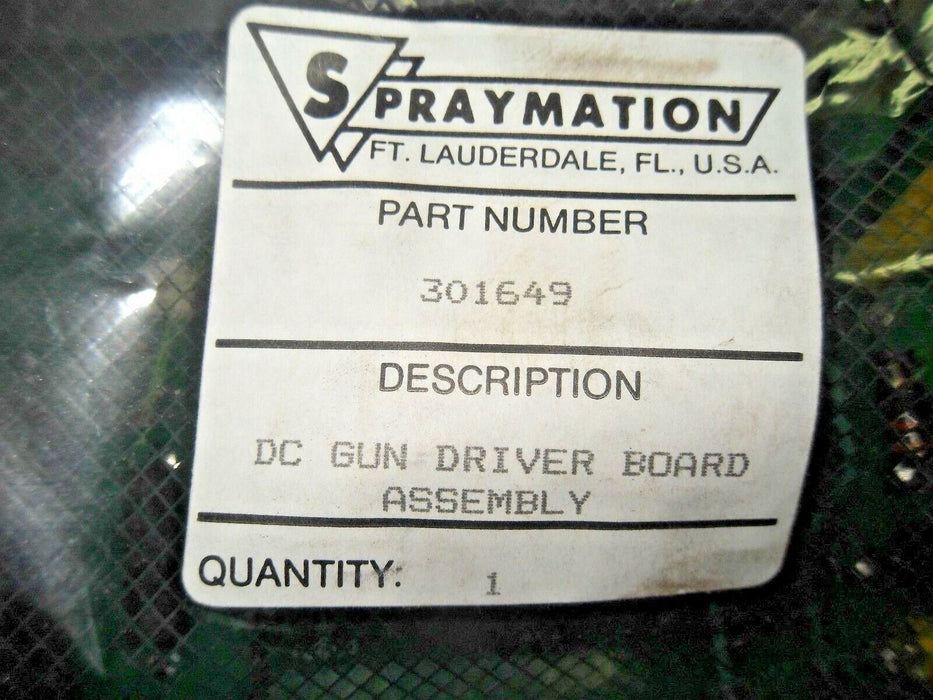 SPRAYMATION
FT. LAUDERDALE, FL., U.S.A.
PART NUMBER
301649
DESCRIPTION
DC GUN DRIVER BOARD
ASSEMBLY
QUANTITY: 1